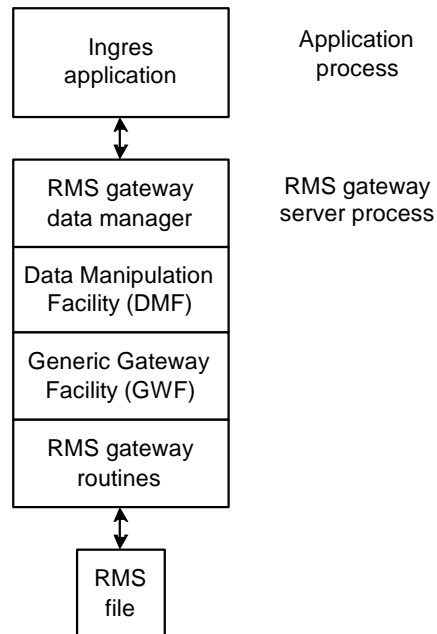 Ingres
application
Application
process
RMS gateway
data manager
RMS gateway
server process
Data Manipulation
Facility (DMF)
Generic Gateway
Facility (GWF)
RMS gateway
routines
RMS
file